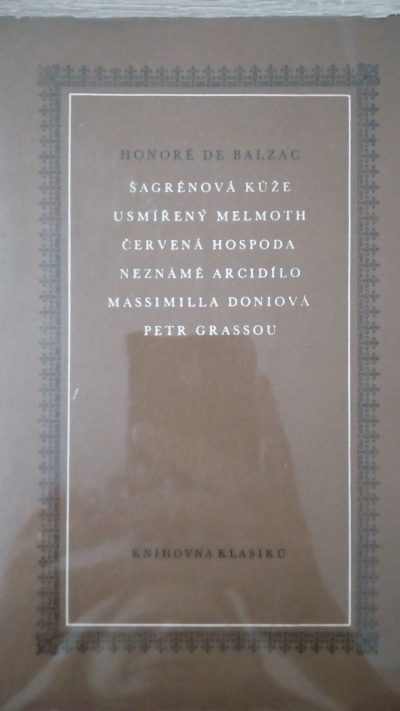 HONORÉ DE BALZAC
ŠAGRÉNOVÁ KŮŽE
USMÍŘENÝ MELMOTH
ČERVENÁ HOSPODA
NEZNÁMÉ ARCIDÍLO
MASSIMILLA DONIOVÁ
PETR GRASSOU
KNIHOVNA KLASIKŮ